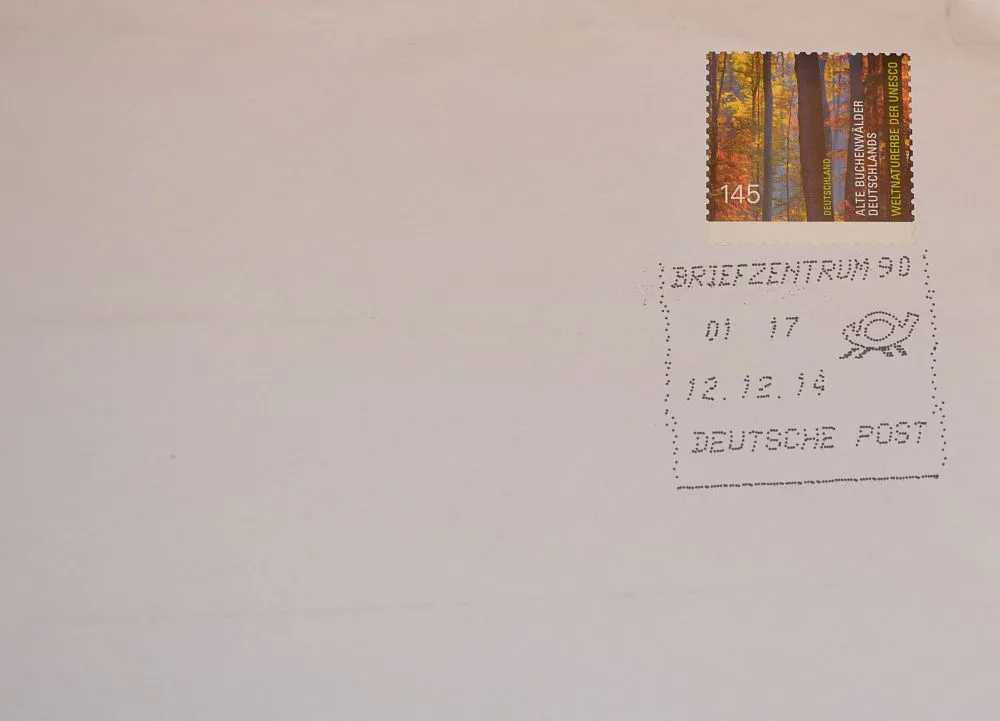 145
DEUTSCHLAND
ALTE BUCHENWÄLDER
DEUTSCHLANDS
WELTNATURERBE DER UNESCO
BRIEFZENTRUM 90
01 17
12.12.14
DEUTSCHE POST